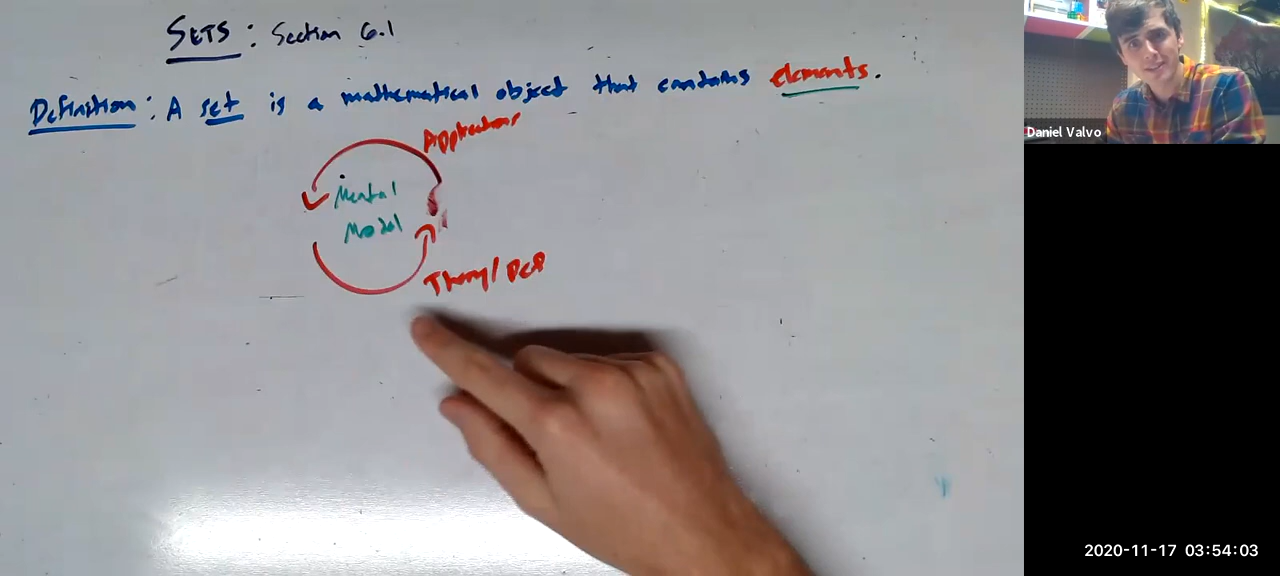 SETS: Section 6.1
Definition: A set is a mathematical object that contains elements.
Applications
Mental
Model
Theory/Def
Daniel Valvo
2020-11-17 03:54:03